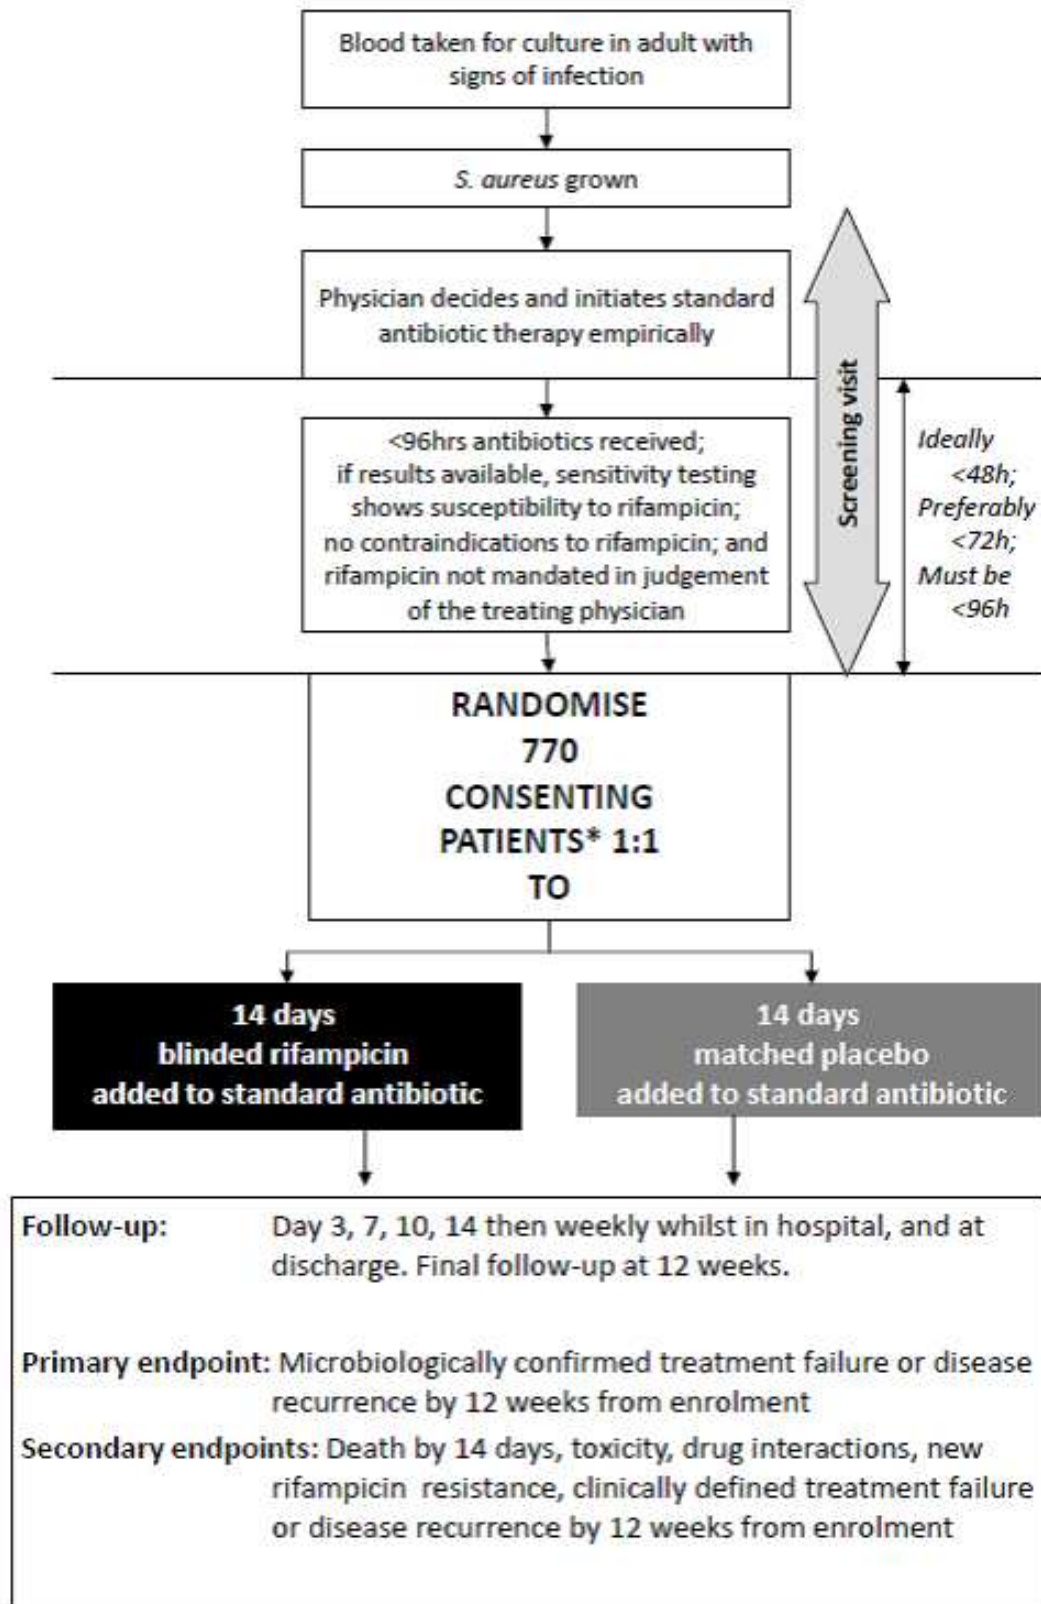 Blood taken for culture in adult with
signs of infection
S. aureus grown
Physician decides and initiates standard
antibiotic therapy empirically
Screening visit
<96hrs antibiotics received;
if results available, sensitivity testing
shows susceptibility to rifampicin;
no contraindications to rifampicin; and
rifampicin not mandated in judgement
of the treating physician
Ideally
<48h;
Preferably
<72h;
Must be
<96h
RANDOMISE
770
CONSENTING
PATIENTS* 1:1
TO
14 days
blinded rifampicin
added to standard antibiotic
14 days
matched placebo
added to standard antibiotic
Follow-up: Day 3, 7, 10, 14 then weekly whilst in hospital, and at
discharge. Final follow-up at 12 weeks.
Primary endpoint: Microbiologically confirmed treatment failure or disease
recurrence by 12 weeks from enrolment
Secondary endpoints: Death by 14 days, toxicity, drug interactions, new
rifampicin resistance, clinically defined treatment failure
or disease recurrence by 12 weeks from enrolment